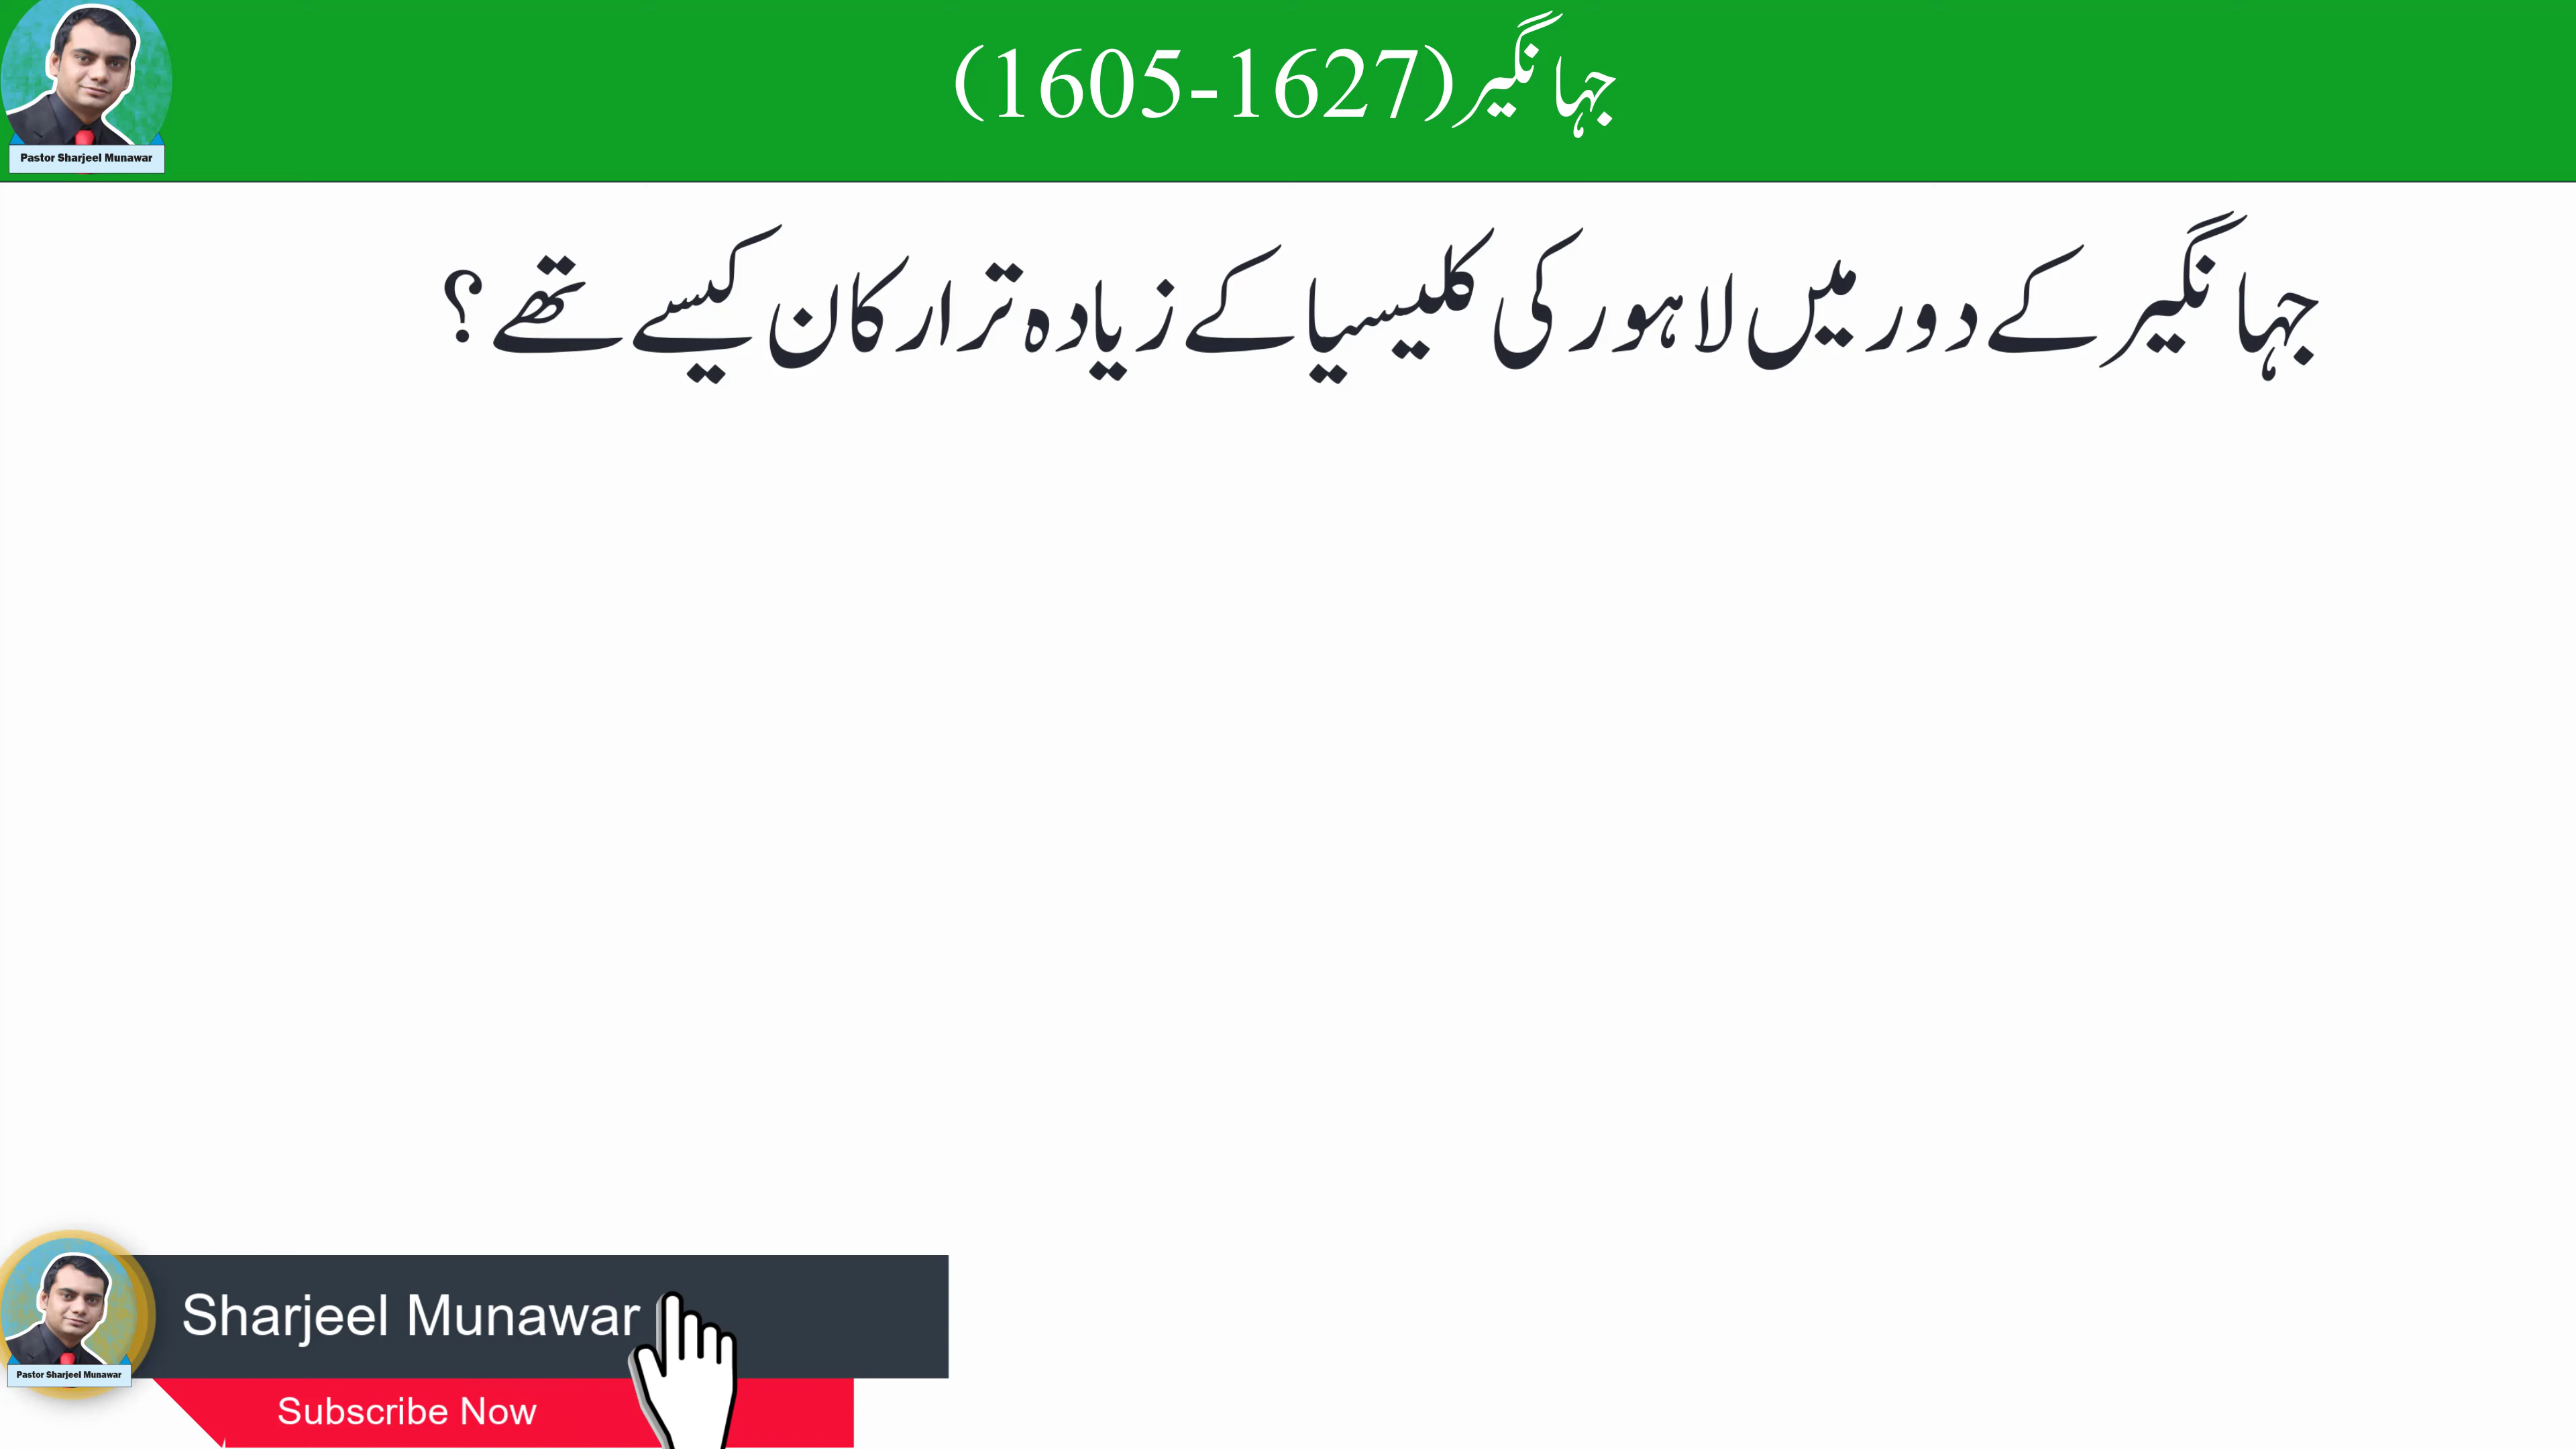 جہانگیر(1605-1627)
Pastor Sharjeel Munawar
جہانگیر کے دور میں لاہور کی کلیسیا کے زیادہ تر ارکان کیسے تھے؟
Sharjeel Munawar
Pastor Sharjeel Munawar
Subscribe Now